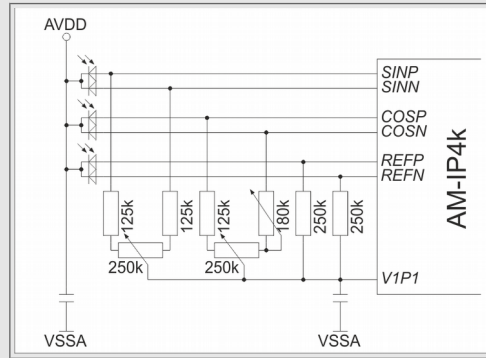 AVDD
SINP
SINN
COSP
COSN
REFP
REFN
AM-IP4k
125k
125k
125k
180k
250k
250k
250k
250k
V1P1
VSSA
VSSA